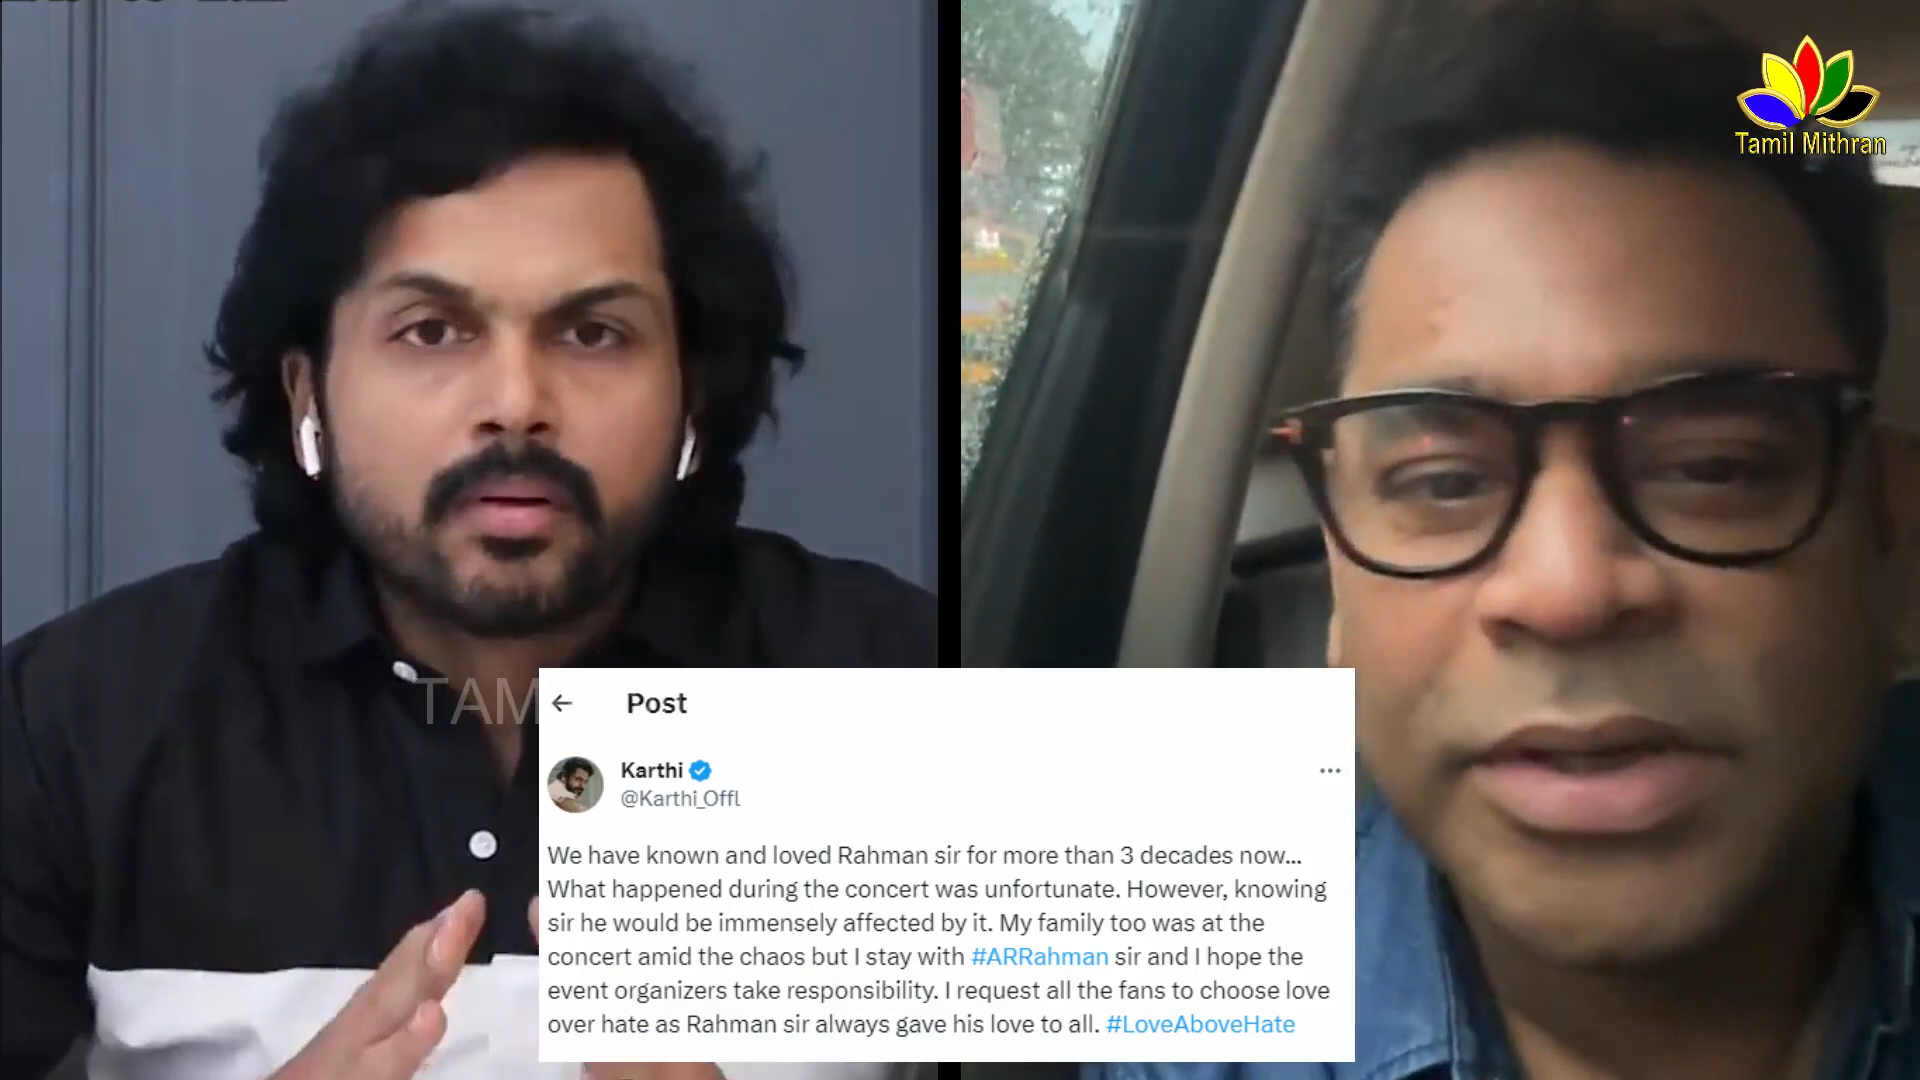 Tamil Mithran
TAM
Post
Karthi
@Karthi_Offl
We have known and loved Rahman sir for more than 3 decades now...
What happened during the concert was unfortunate. However, knowing
sir he would be immensely affected by it. My family too was at the
concert amid the chaos but I stay with #ARRahman sir and I hope the
event organizers take responsibility. I request all the fans to choose love
over hate as Rahman sir always gave his love to all. #LoveAboveHate